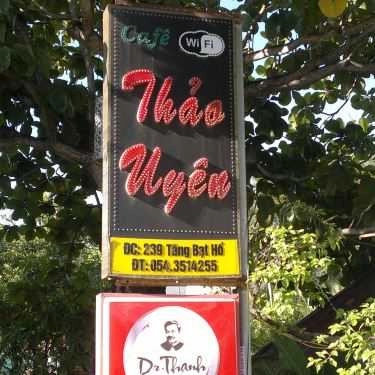 Café WiFi
Thảo
Uyên
ĐC: 239 Tăng Bạt Hổ
ĐT: 054.3514255
Dr.Thanh